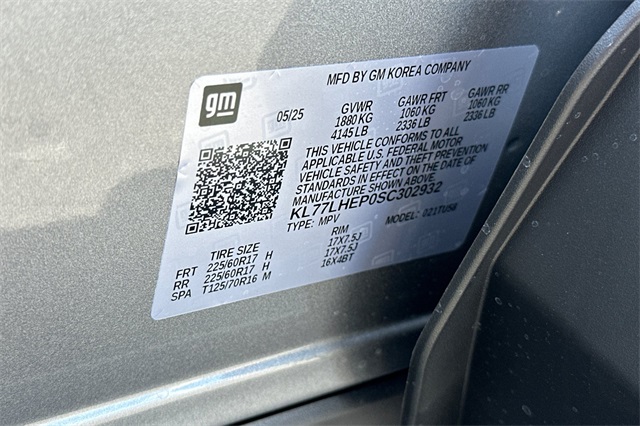 MFD BY GM KOREA COMPANY
gm
05/25 GVWR GAWR FRT GAWR RR
1880 KG 1060 KG 1060 KG
4145 LB 2336 LB 2336 LB
THIS VEHICLE CONFORMS TO ALL
APPLICABLE U.S. FEDERAL MOTOR
VEHICLE SAFETY AND THEFT PREVENTION
STANDARDS IN EFFECT ON THE DATE OF
MANUFACTURE SHOWN ABOVE.
KL77LHEP0SC302932
TYPE: MPV MODEL: 021TU58
TIRE SIZE RIM
FRT 225/60R17 H 17X7.5J
RR 225/60R17 H 17X7.5J
SPA T125/70R16 M 16X4BT